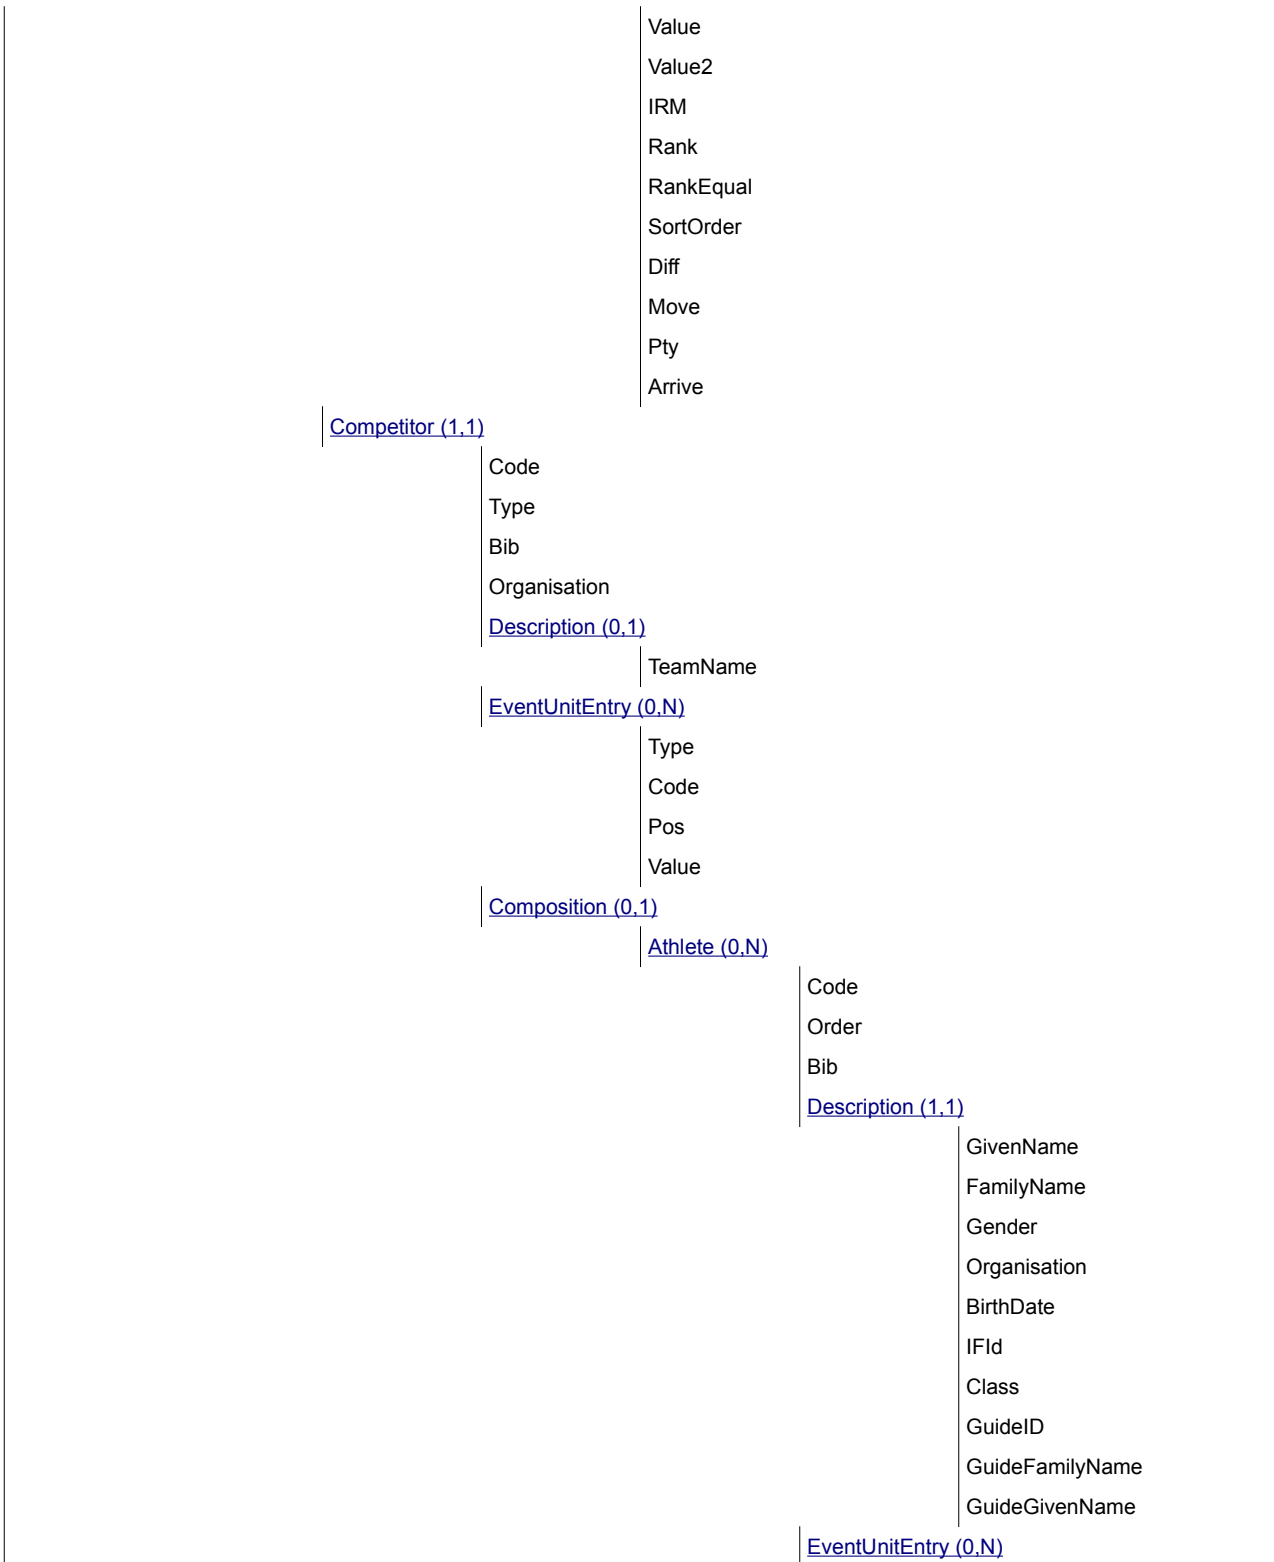 Value
Value2
IRM
Rank
RankEqual
SortOrder
Diff
Move
Pty
Arrive
Competitor (1,1)
Code
Type
Bib
Organisation
Description (0,1)
TeamName
EventUnitEntry (0,N)
Type
Code
Pos
Value
Composition (0,1)
Athlete (0,N)
Code
Order
Bib
Description (1,1)
GivenName
FamilyName
Gender
Organisation
BirthDate
IFId
Class
GuideID
GuideFamilyName
GuideGivenName
EventUnitEntry (0,N)